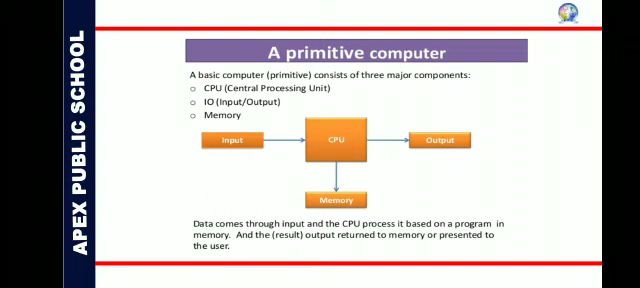 APEX PUBLIC SCHOOL
A primitive computer
A basic computer (primitive) consists of three major components:
o CPU (Central Processing Unit)
o IO (Input/Output)
o Memory
Input
CPU
Output
Memory
Data comes through input and the CPU process it based on a program in
memory. And the (result) output returned to memory or presented to
the user.